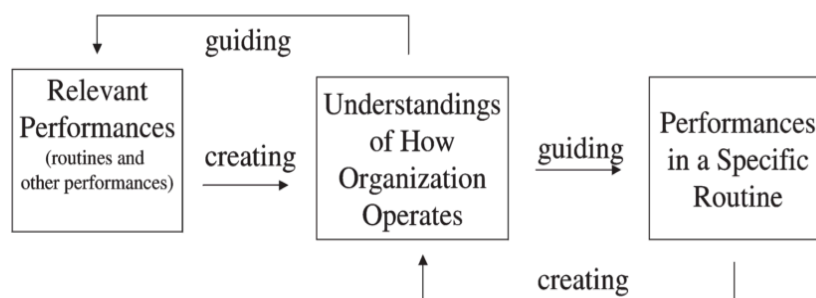 guiding
Relevant
Performances
(routines and
other performances)
creating
Understandings
of How
Organization
Operates
guiding
Performances
in a Specific
Routine
creating